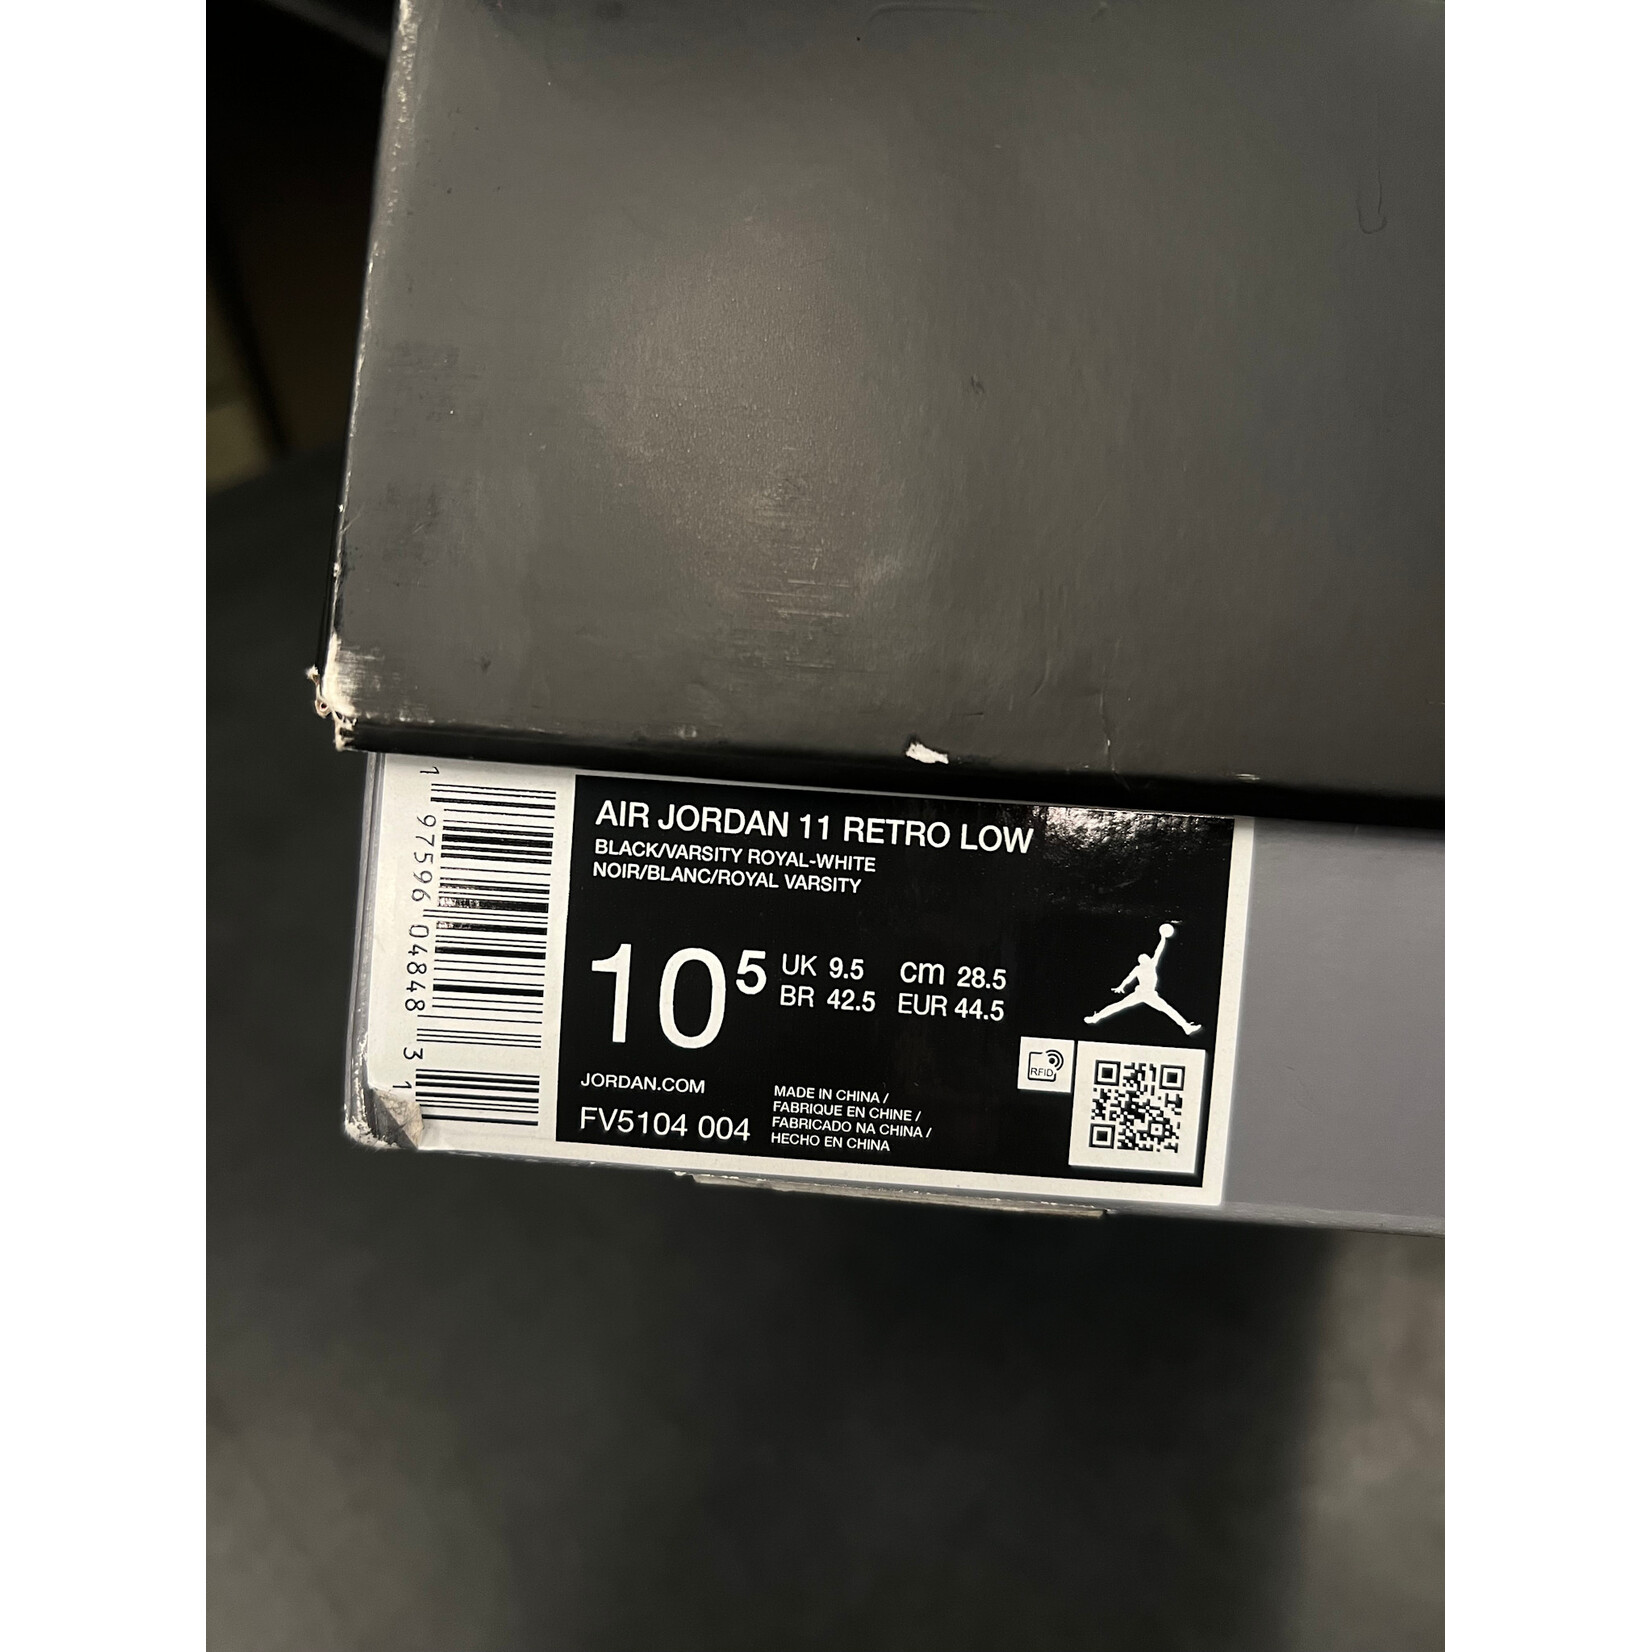 AIR JORDAN 11 RETRO LOW
BLACK/VARSITY ROYAL-WHITE
NOIR/BLANC/ROYAL VARSITY
10⁵
UK 9.5 cm 28.5
BR 42.5 EUR 44.5
RFID
JORDAN.COM
FV5104 004
MADE IN CHINA /
FABRIQUE EN CHINE /
FABRICADO NA CHINA /
HECHO EN CHINA
1 97596 04848 3 1